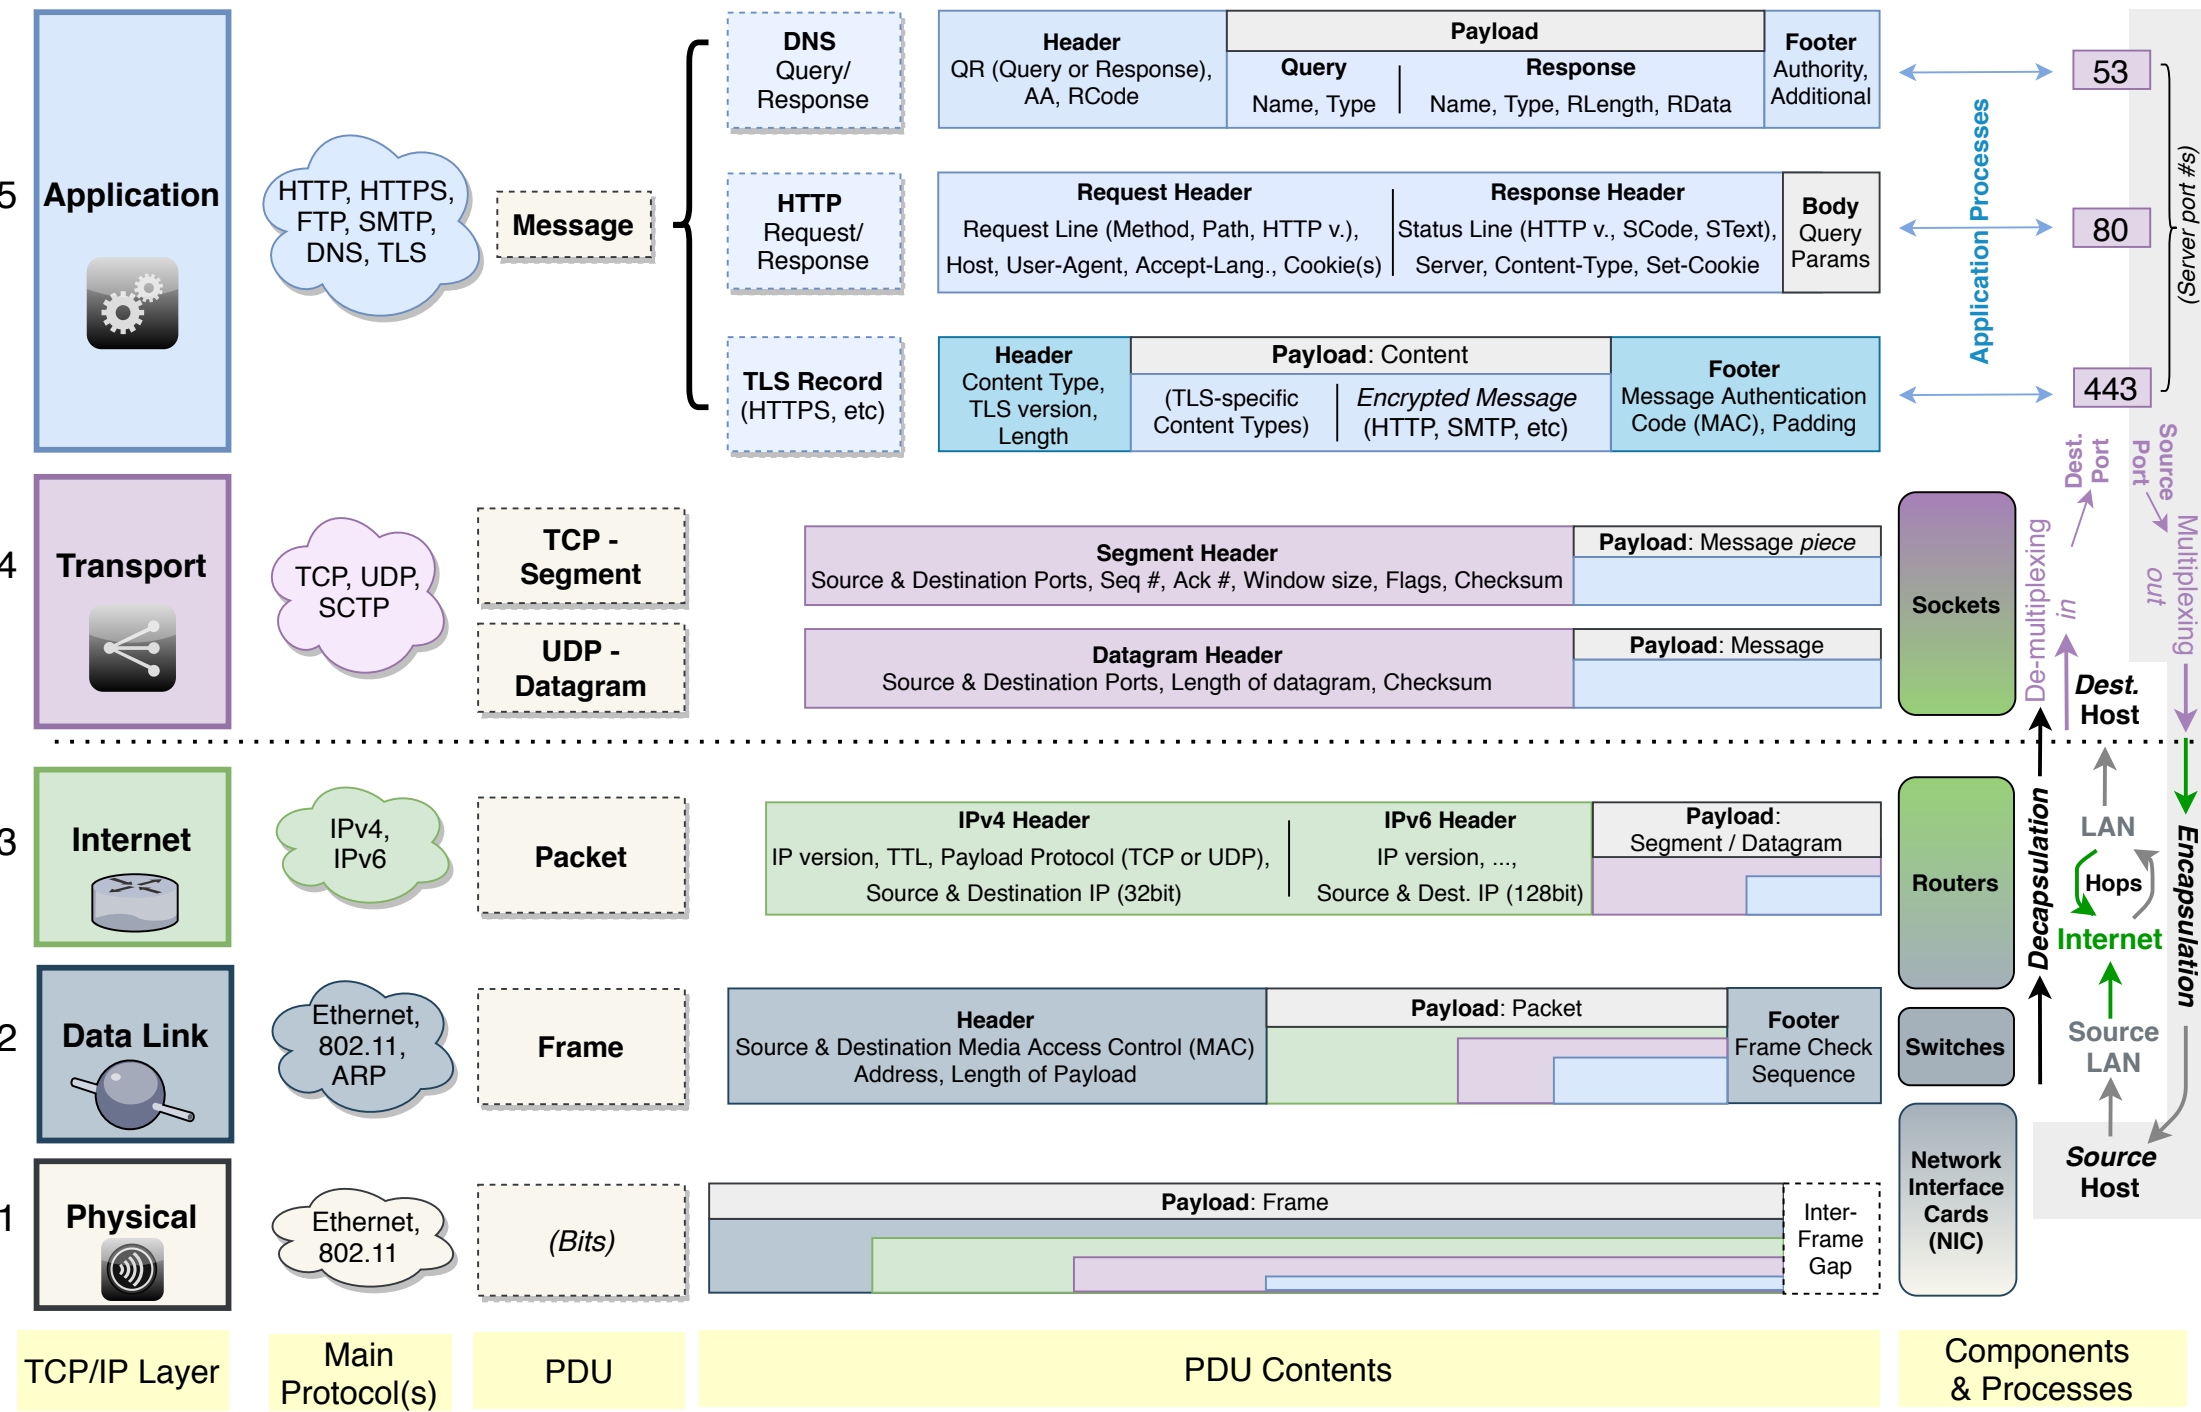 5
Application
HTTP, HTTPS,
FTP, SMTP,
DNS, TLS
Message
DNS
Query/
Response
Header
QR (Query or Response),
AA, RCode
Payload
Query
Name, Type
Response
Name, Type, RLength, RData
Footer
Authority,
Additional
53
HTTP
Request/
Response
Request Header
Request Line (Method, Path, HTTP v.),
Host, User-Agent, Accept-Lang., Cookie(s)
Response Header
Status Line (HTTP v., SCode, SText),
Server, Content-Type, Set-Cookie
Body
Query
Params
80
TLS Record
(HTTPS, etc)
Header
Content Type,
TLS version,
Length
Payload: Content
(TLS-specific
Content Types)
Encrypted Message
(HTTP, SMTP, etc)
Footer
Message Authentication
Code (MAC), Padding
443
Application Processes
(Server port #s)
4
Transport
TCP, UDP,
SCTP
TCP -
Segment
UDP -
Datagram
Segment Header
Source & Destination Ports, Seq #, Ack #, Window size, Flags, Checksum
Payload: Message piece
Datagram Header
Source & Destination Ports, Length of datagram, Checksum
Payload: Message
Sockets
De-multiplexing
in
Dest.
Port
Source
Port
Multiplexing
out
Dest.
Host
3
Internet
IPv4,
IPv6
Packet
IPv4 Header
IP version, TTL, Payload Protocol (TCP or UDP),
Source & Destination IP (32bit)
IPv6 Header
IP version, ...,
Source & Dest. IP (128bit)
Payload:
Segment / Datagram
Routers
Decapsulation
LAN
Hops
Internet
Encapsulation
2
Data Link
Ethernet,
802.11,
ARP
Frame
Header
Source & Destination Media Access Control (MAC)
Address, Length of Payload
Payload: Packet
Footer
Frame Check
Sequence
Switches
Source
LAN
1
Physical
Ethernet,
802.11
(Bits)
Payload: Frame
Inter-
Frame
Gap
Network
Interface
Cards
(NIC)
Source
Host
TCP/IP Layer
Main
Protocol(s)
PDU
PDU Contents
Components
& Processes